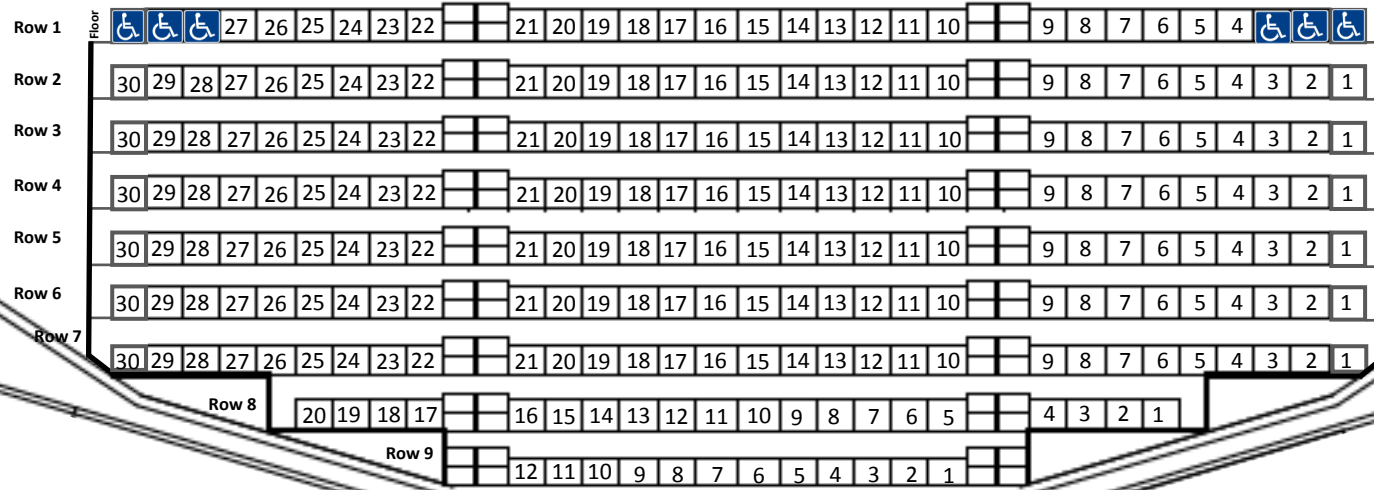 Row 1 Floor 27 26 25 24 23 22 21 20 19 18 17 16 15 14 13 12 11 10 9 8 7 6 5 4
Row 2 30 29 28 27 26 25 24 23 22 21 20 19 18 17 16 15 14 13 12 11 10 9 8 7 6 5 4 3 2 1
Row 3 30 29 28 27 26 25 24 23 22 21 20 19 18 17 16 15 14 13 12 11 10 9 8 7 6 5 4 3 2 1
Row 4 30 29 28 27 26 25 24 23 22 21 20 19 18 17 16 15 14 13 12 11 10 9 8 7 6 5 4 3 2 1
Row 5 30 29 28 27 26 25 24 23 22 21 20 19 18 17 16 15 14 13 12 11 10 9 8 7 6 5 4 3 2 1
Row 6 30 29 28 27 26 25 24 23 22 21 20 19 18 17 16 15 14 13 12 11 10 9 8 7 6 5 4 3 2 1
Row 7 30 29 28 27 26 25 24 23 22 21 20 19 18 17 16 15 14 13 12 11 10 9 8 7 6 5 4 3 2 1
Row 8 20 19 18 17 16 15 14 13 12 11 10 9 8 7 6 5 4 3 2 1
Row 9 12 11 10 9 8 7 6 5 4 3 2 1